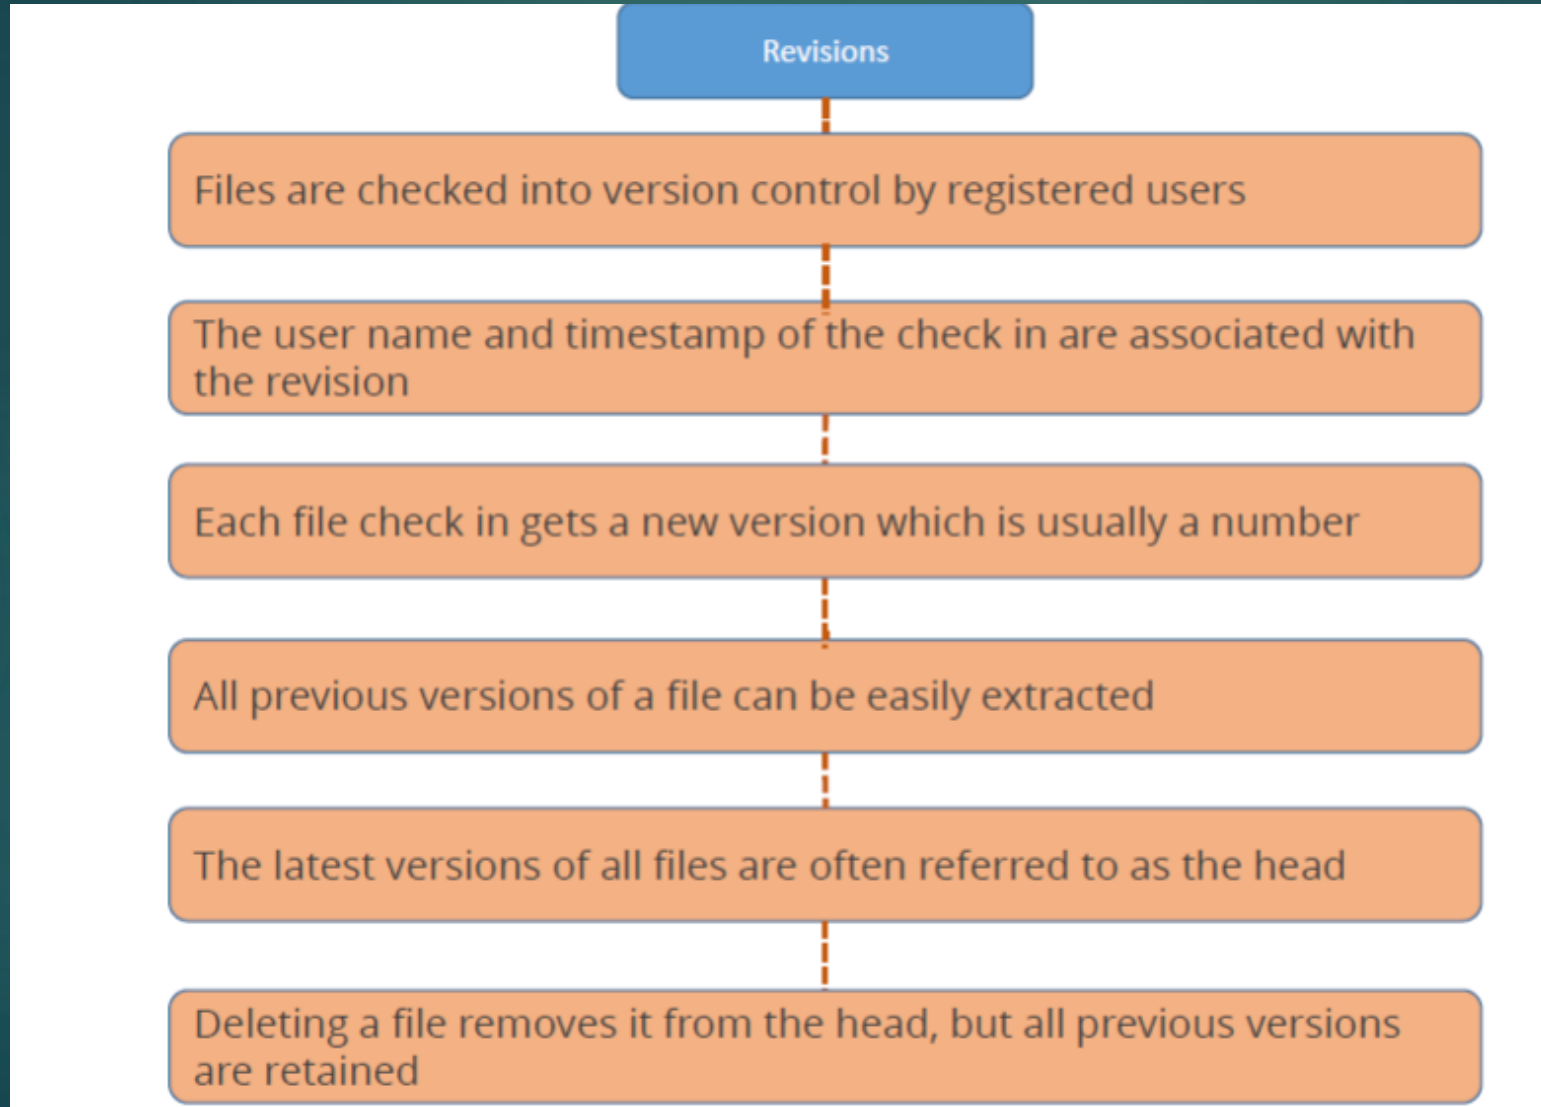 Revisions
Files are checked into version control by registered users
The user name and timestamp of the check in are associated with
the revision
Each file check in gets a new version which is usually a number
All previous versions of a file can be easily extracted
The latest versions of all files are often referred to as the head
Deleting a file removes it from the head, but all previous versions
are retained